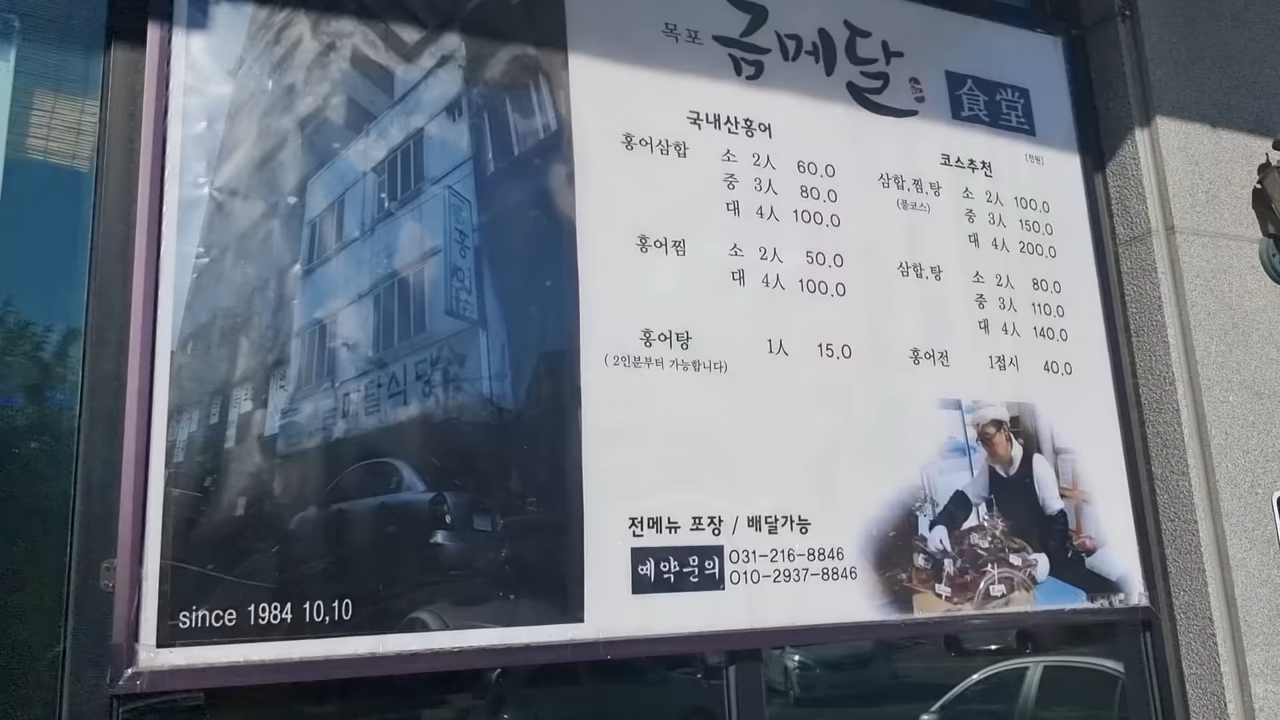 목포 금메달 食堂
국내산홍어
홍어삼합 소 2人 60.0
중 3人 80.0
대 4人 100.0
홍어찜 소 2人 50.0
대 4人 100.0
홍어탕 1人 15.0
( 2인분부터 가능합니다)
코스추천 (천원)
삼합,찜,탕 소 2人 100.0
(풀코스) 중 3人 150.0
대 4人 200.0
삼합,탕 소 2人 80.0
중 3人 110.0
대 4人 140.0
홍어전 1접시 40.0
메달식당
전메뉴 포장 / 배달가능
예약문의 031-216-8846
010-2937-8846
since 1984 10,10